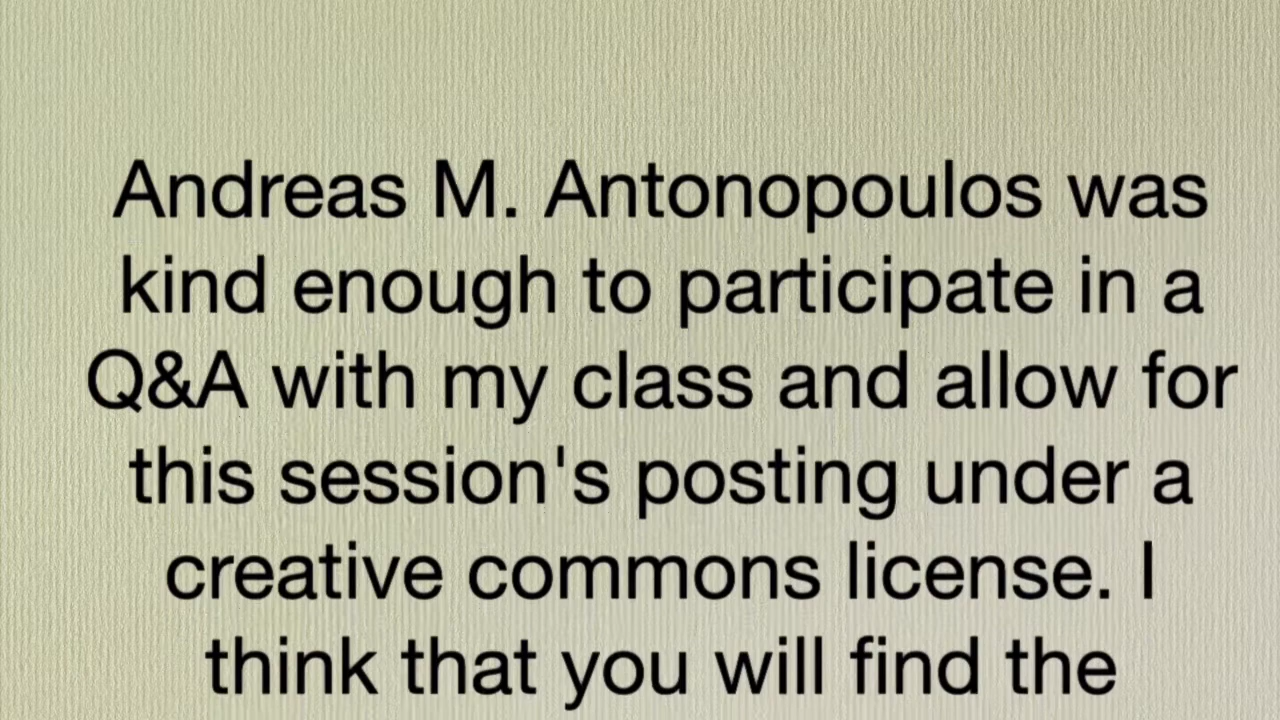 Andreas M. Antonopoulos was
kind enough to participate in a
Q&A with my class and allow for
this session's posting under a
creative commons license. I
think that you will find the